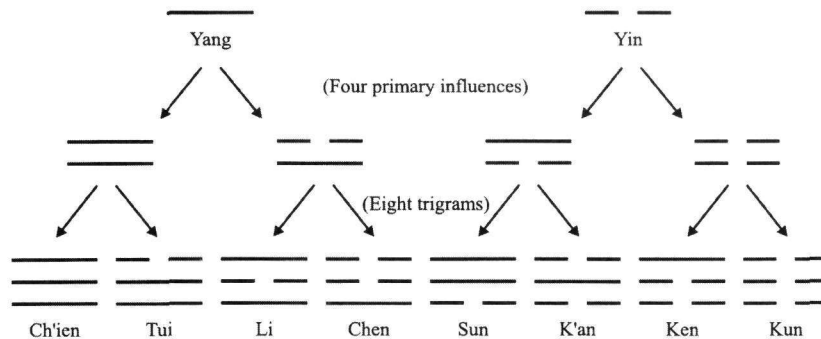 Yang Yin
(Four primary influences)
(Eight trigrams)
Ch'ien Tui Li Chen Sun K'an Ken Kun